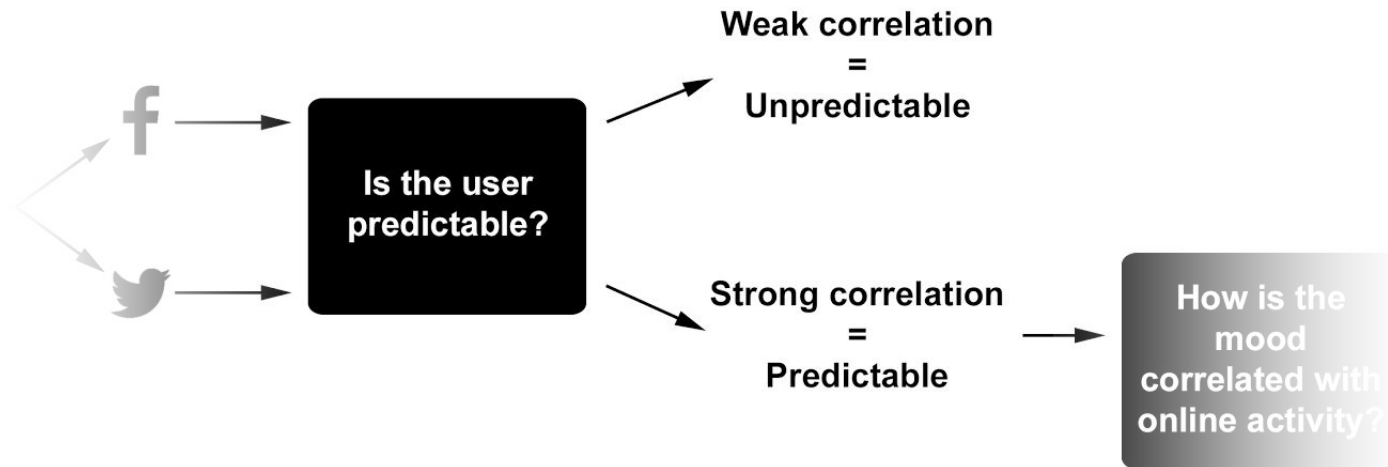 Weak correlation
=
Unpredictable
Is the user
predictable?
Strong correlation
=
Predictable
How is the
mood
correlated with
online activity?